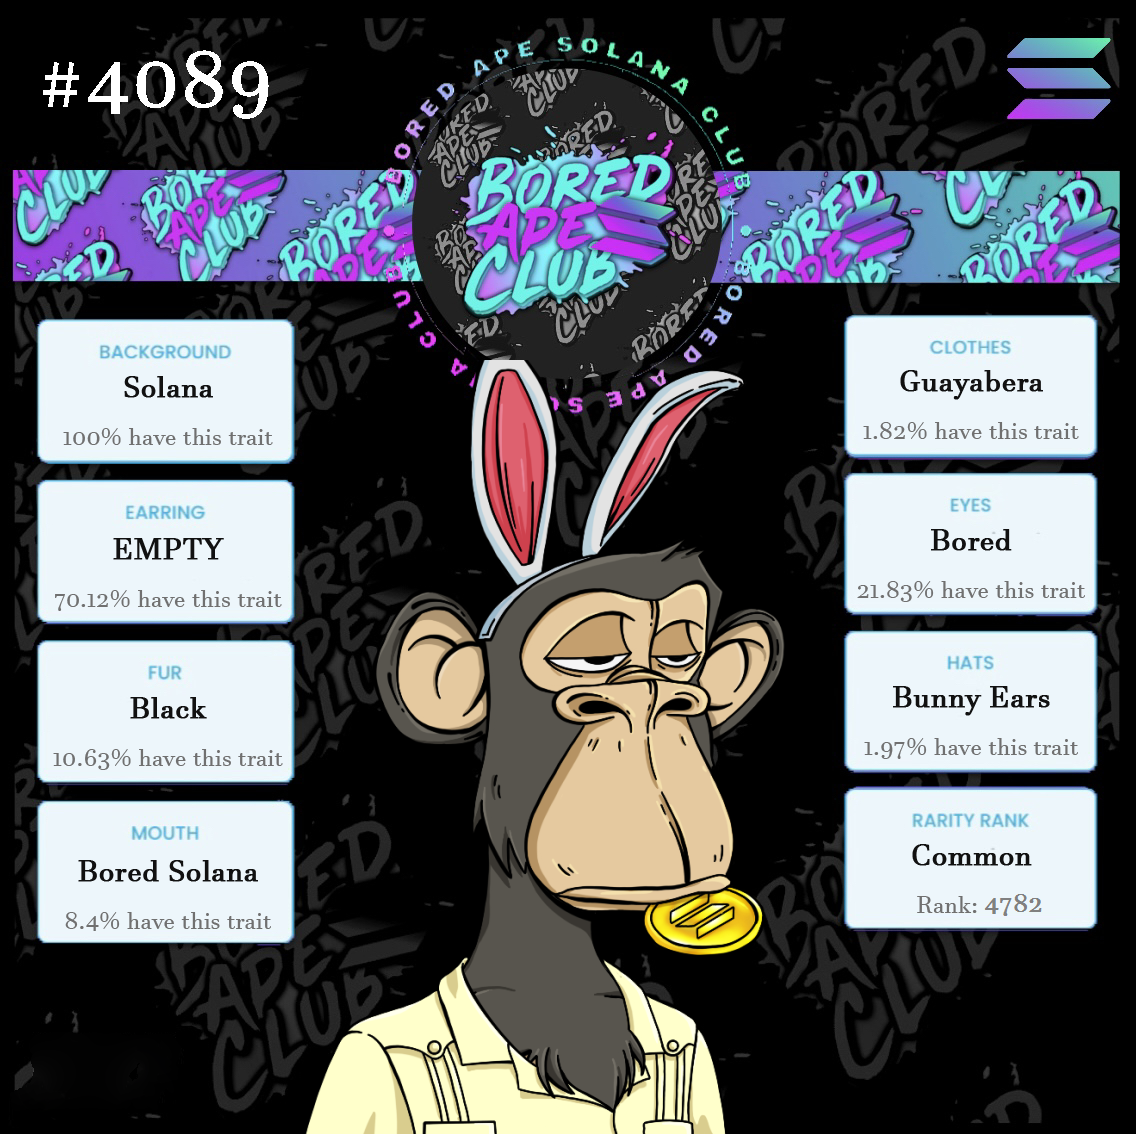 #4089
BORED APE SOLANA CLUB
BORED
APE
CLUB
BACKGROUND
Solana
100% have this trait
EARRING
EMPTY
70.12% have this trait
FUR
Black
10.63% have this trait
MOUTH
Bored Solana
8.4% have this trait
CLOTHES
Guayabera
1.82% have this trait
EYES
Bored
21.83% have this trait
HATS
Bunny Ears
1.97% have this trait
RARITY RANK
Common
Rank: 4782